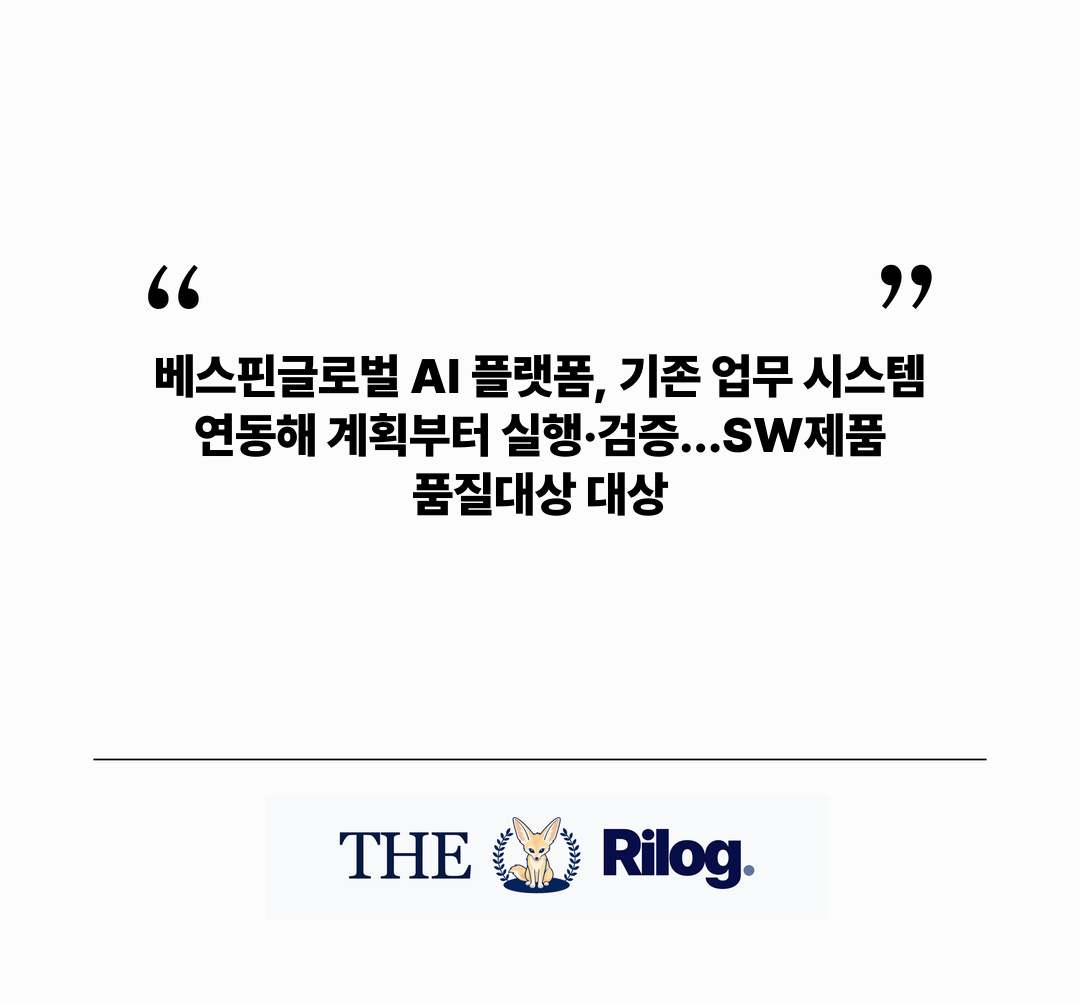 “ ”
베스핀글로벌 AI 플랫폼, 기존 업무 시스템
연동해 계획부터 실행·검증...SW제품
품질대상 대상
THE Rilog.